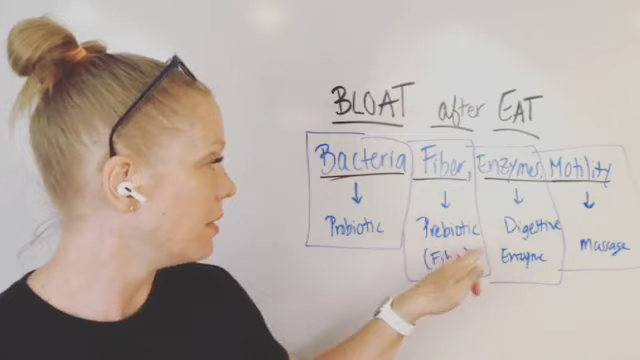 BLOAT after EAT
Bacteria Fiber Enzymes Motility
Probiotic Prebiotic Digestive Massage
Enzyme